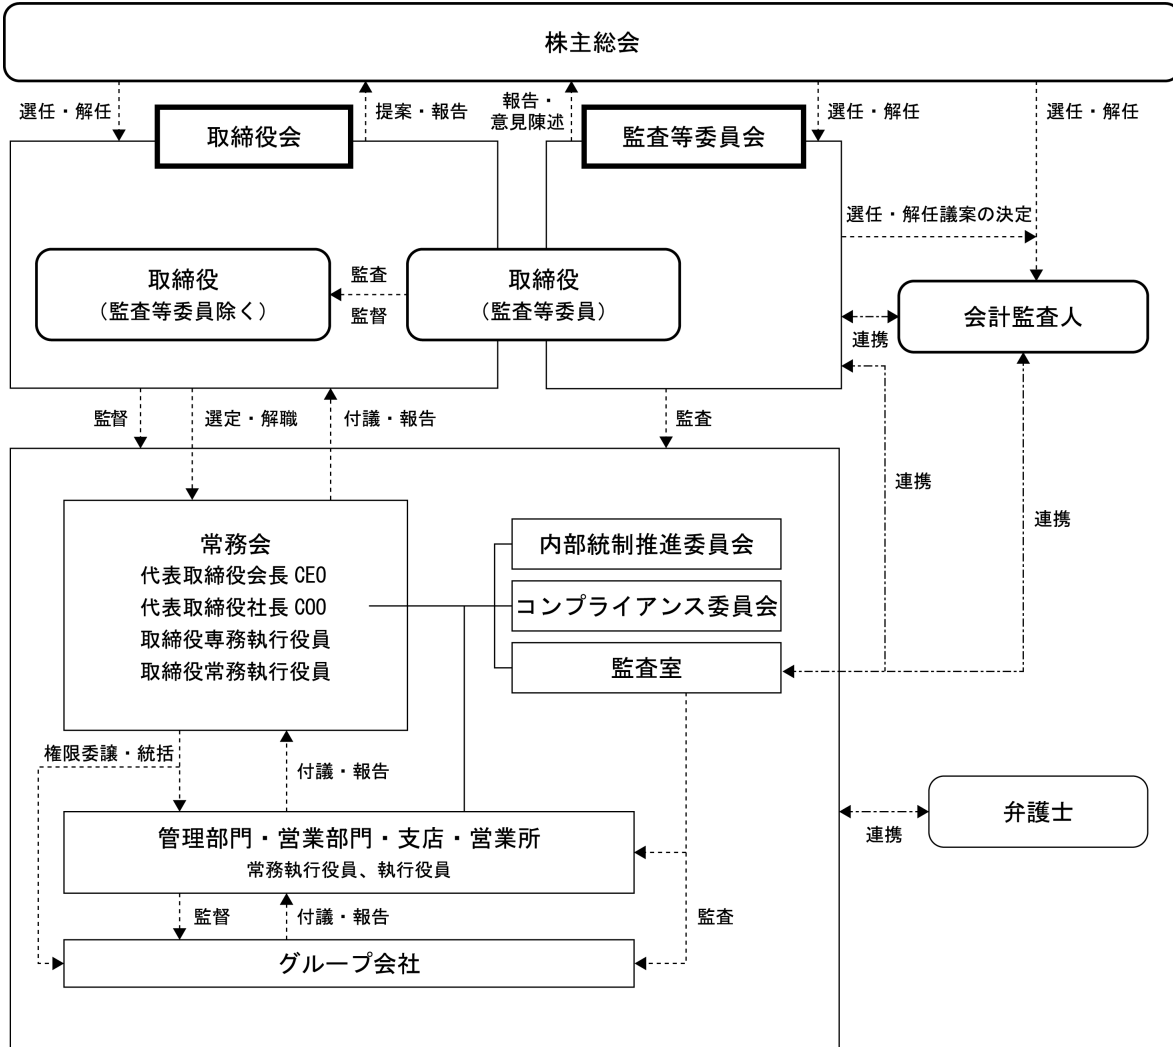 株主総会
選任・解任
取締役会
提案・報告
報告・
意見陳述
監査等委員会
選任・解任
選任・解任
選任・解任議案の決定
取締役
（監査等委員除く）
監査
監督
取締役
（監査等委員）
会計監査人
連携
監督
選定・解職
付議・報告
監査
連携
連携
常務会
代表取締役会長 CEO
代表取締役社長 COO
取締役専務執行役員
取締役常務執行役員
内部統制推進委員会
コンプライアンス委員会
監査室
権限委譲・統括
付議・報告
管理部門・営業部門・支店・営業所
常務執行役員、執行役員
連携
弁護士
監督
付議・報告
監査
グループ会社